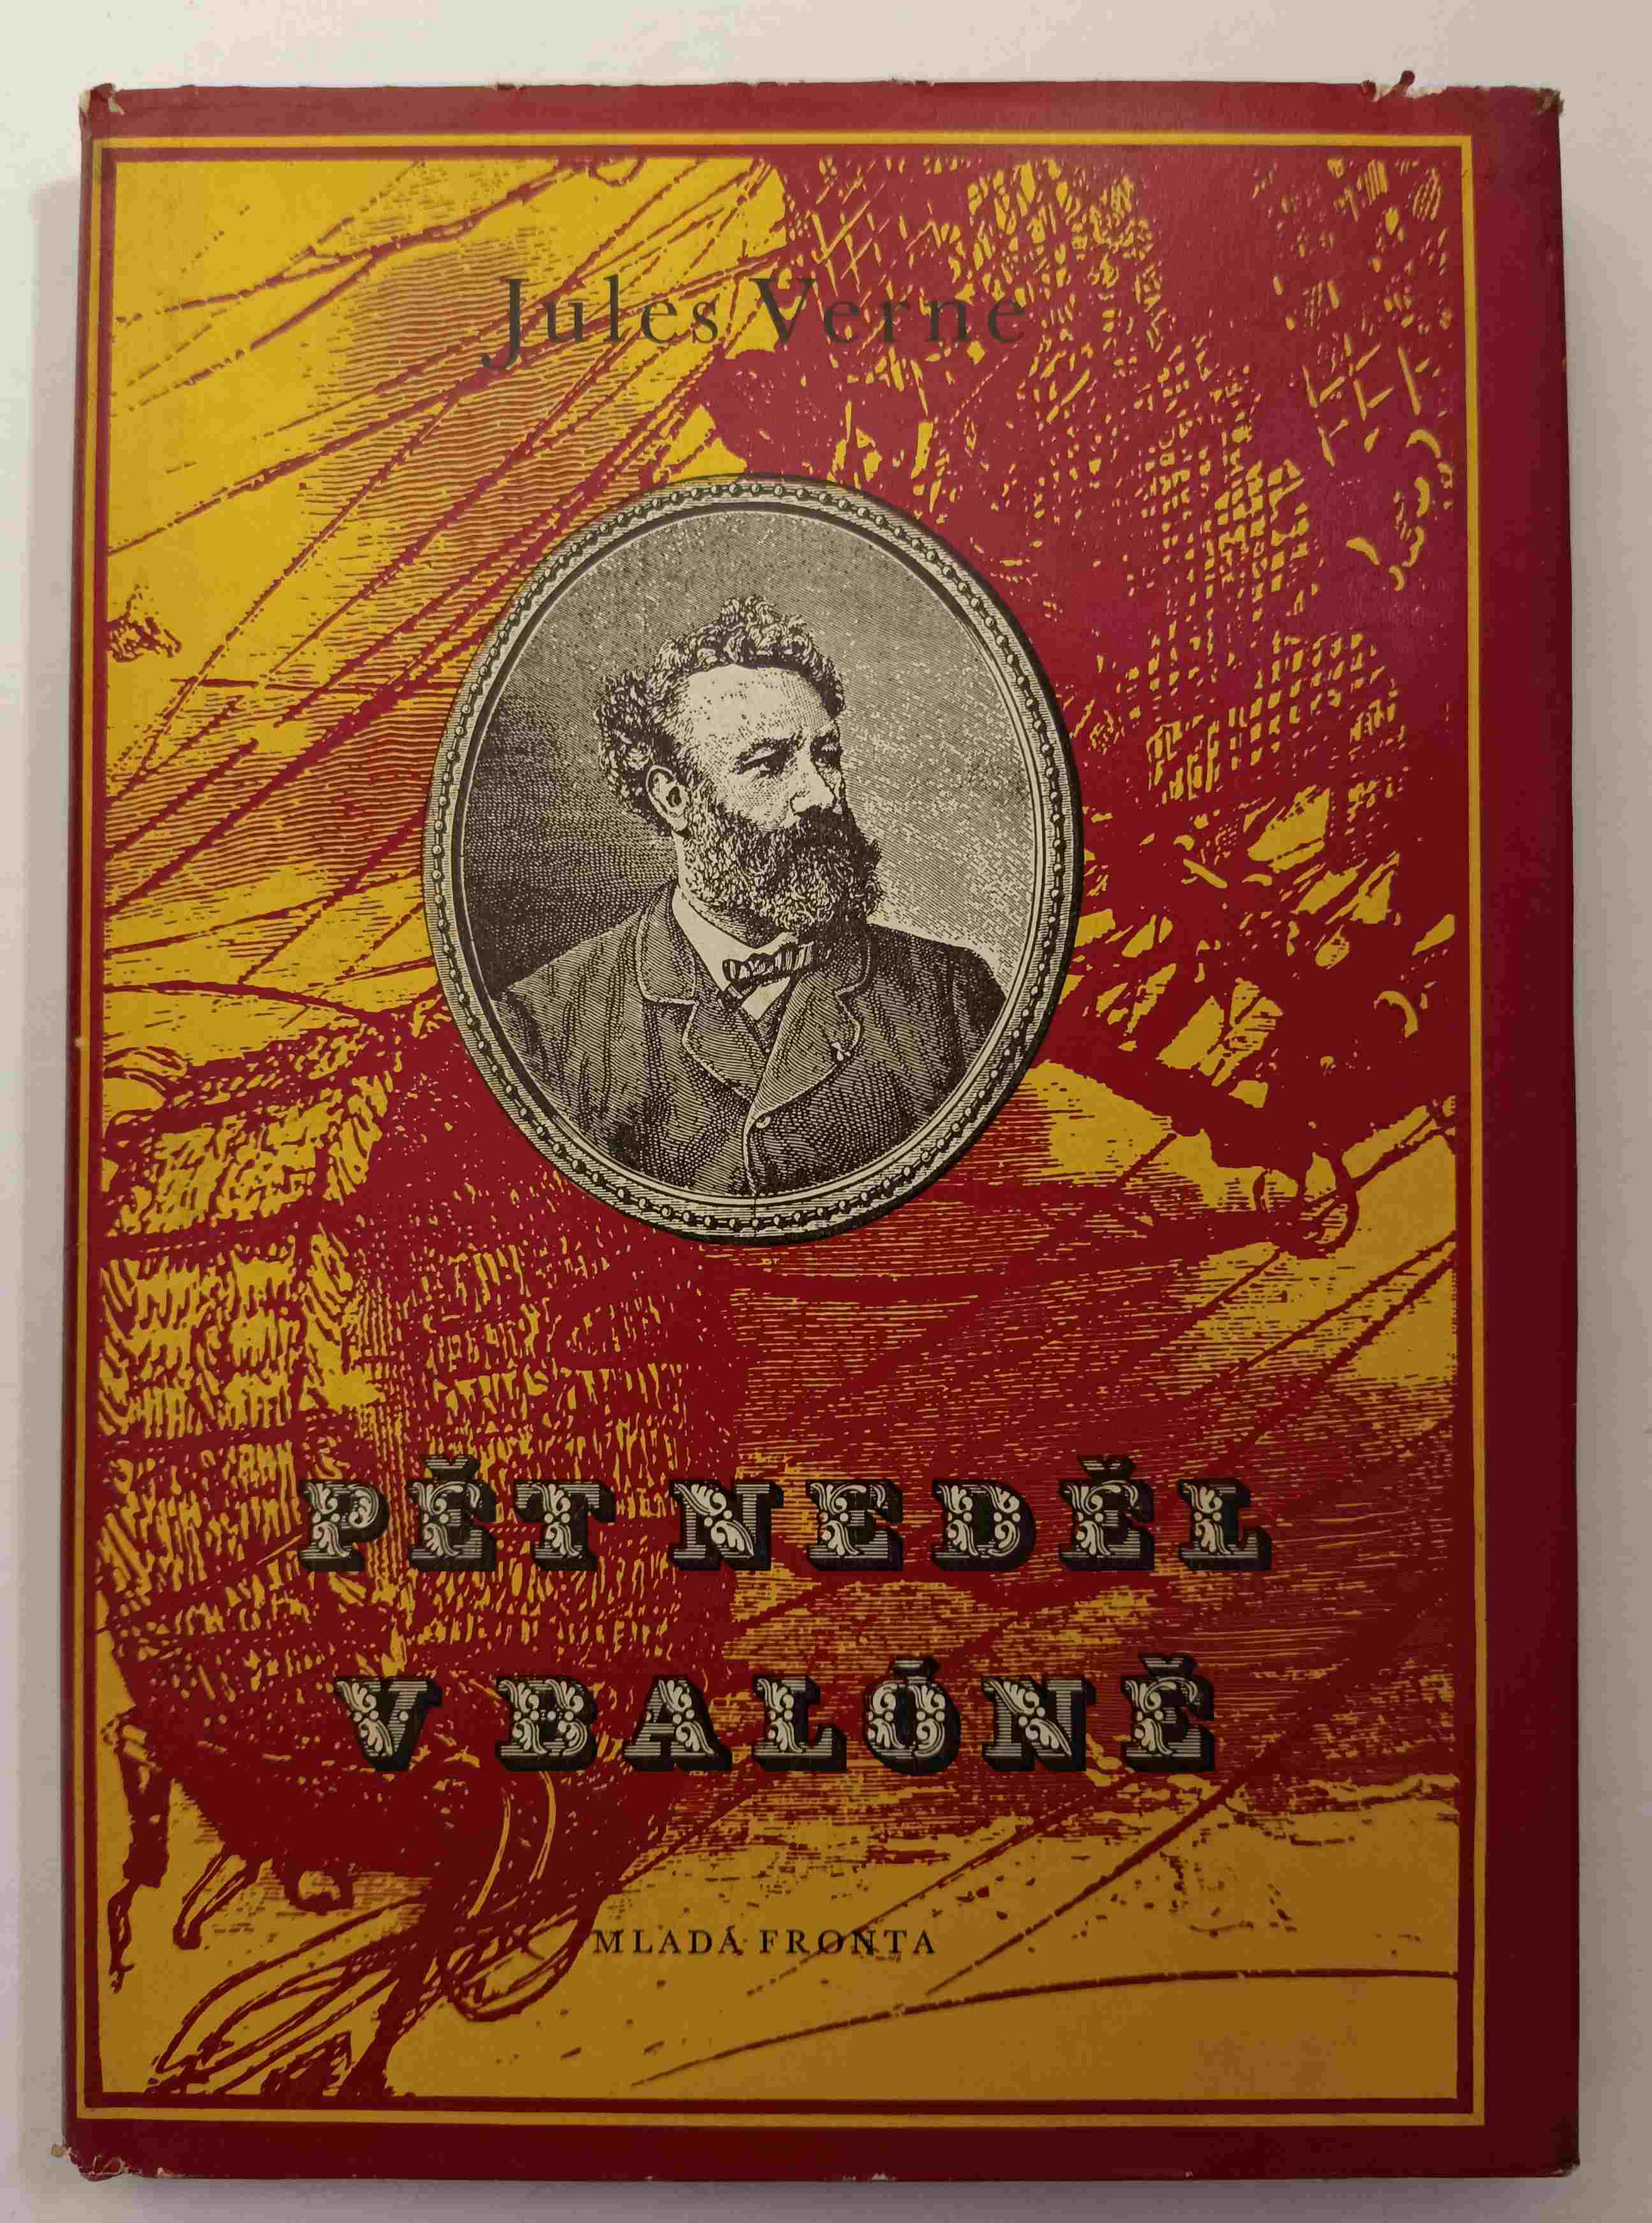 Jules Verne
PĚT NEDĚL
V BALÓNĚ
MLADÁ FRONTA